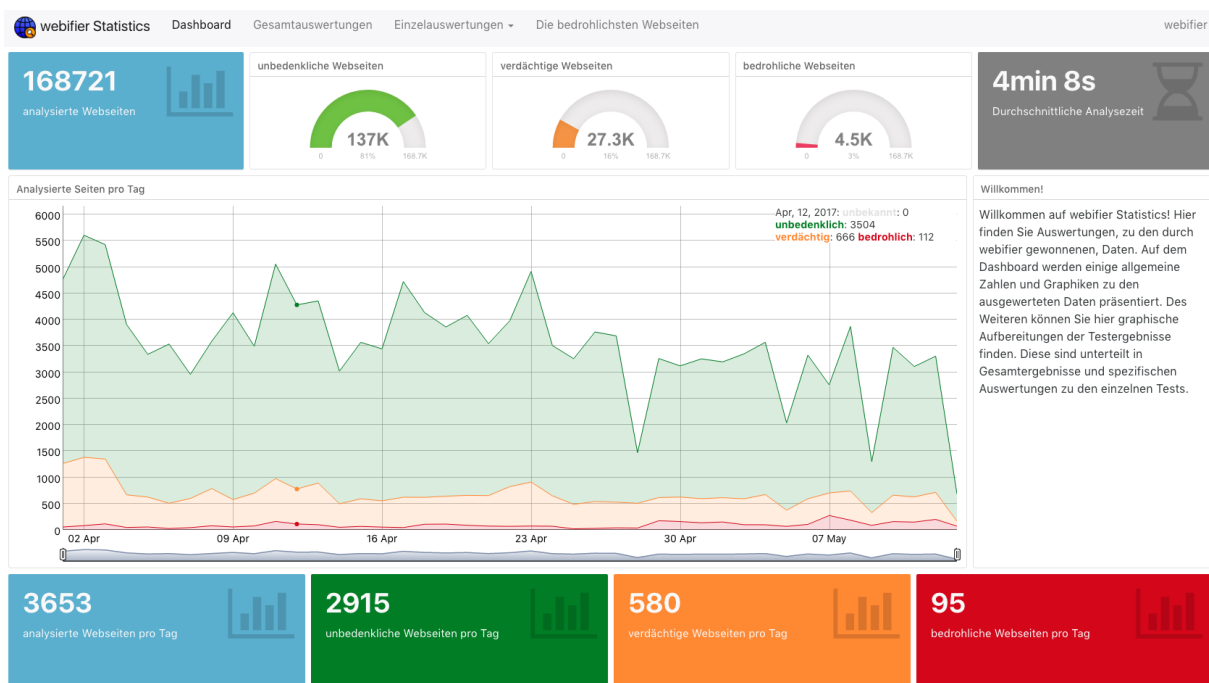 webifier Statistics Dashboard Gesamtauswertungen Einzelauswertungen Die bedrohlichsten Webseiten webifier
168721
analysierte Webseiten
unbedenkliche Webseiten
137K
0 81% 168.7K
verdächtige Webseiten
27.3K
0 16% 168.7K
bedrohliche Webseiten
4.5K
0 3% 168.7K
4min 8s
Durchschnittliche Analysezeit
Analysierte Seiten pro Tag
Apr, 12, 2017: unbekannt: 0
unbedenklich: 3504
verdächtig: 666 bedrohlich: 112
6000
5500
5000
4500
4000
3500
3000
2500
2000
1500
1000
500
0
02 Apr 09 Apr 16 Apr 23 Apr 30 Apr 07 May
Willkommen!
Willkommen auf webifier Statistics! Hier
finden Sie Auswertungen, zu den durch
webifier gewonnenen, Daten. Auf dem
Dashboard werden einige allgemeine
Zahlen und Graphiken zu den
ausgewerteten Daten präsentiert. Des
Weiteren können Sie hier graphische
Aufbereitungen der Testergebnisse
finden. Diese sind unterteilt in
Gesamtergebnisse und spezifischen
Auswertungen zu den einzelnen Tests.
3653
analysierte Webseiten pro Tag
2915
unbedenkliche Webseiten pro Tag
580
verdächtige Webseiten pro Tag
95
bedrohliche Webseiten pro Tag